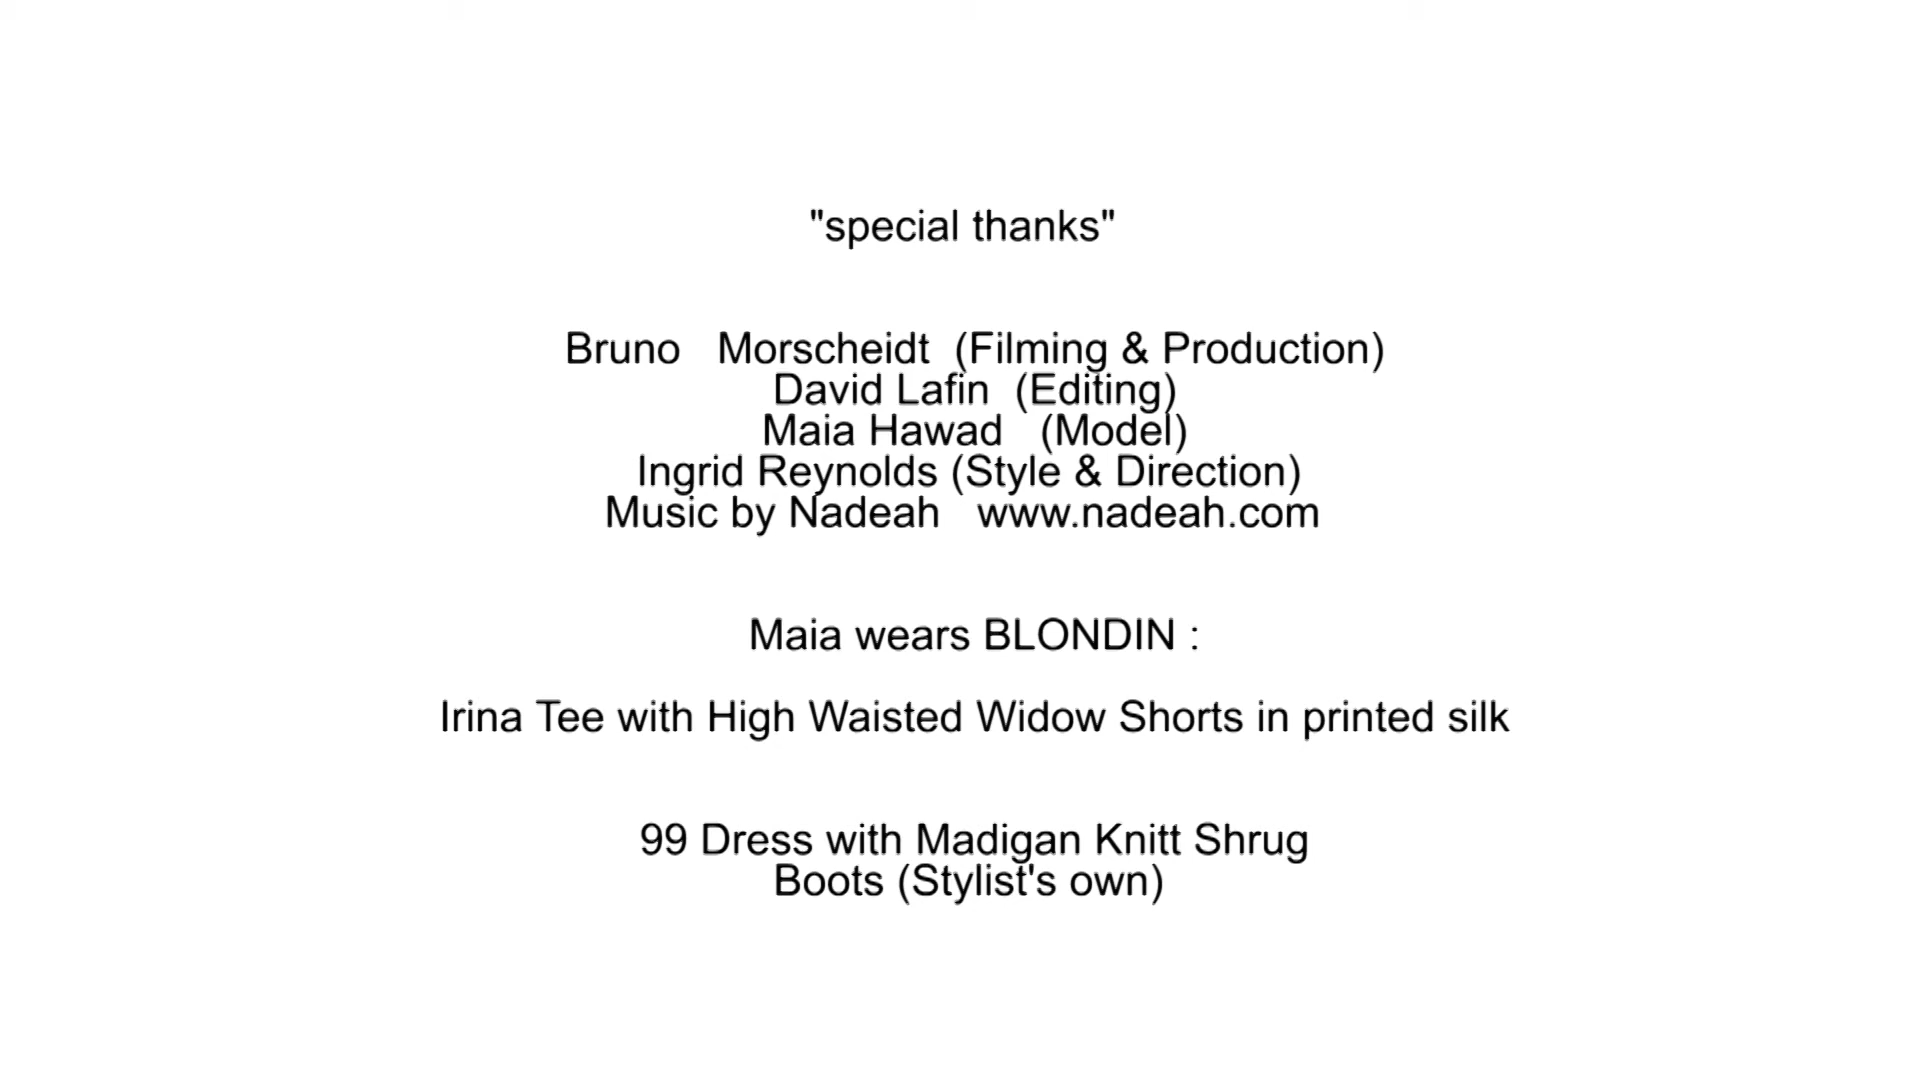 "special thanks"
Bruno Morscheidt (Filming & Production)
David Lafin (Editing)
Maia Hawad (Model)
Ingrid Reynolds (Style & Direction)
Music by Nadeah www.nadeah.com
Maia wears BLONDIN :
Irina Tee with High Waisted Widow Shorts in printed silk
99 Dress with Madigan Knitt Shrug
Boots (Stylist's own)